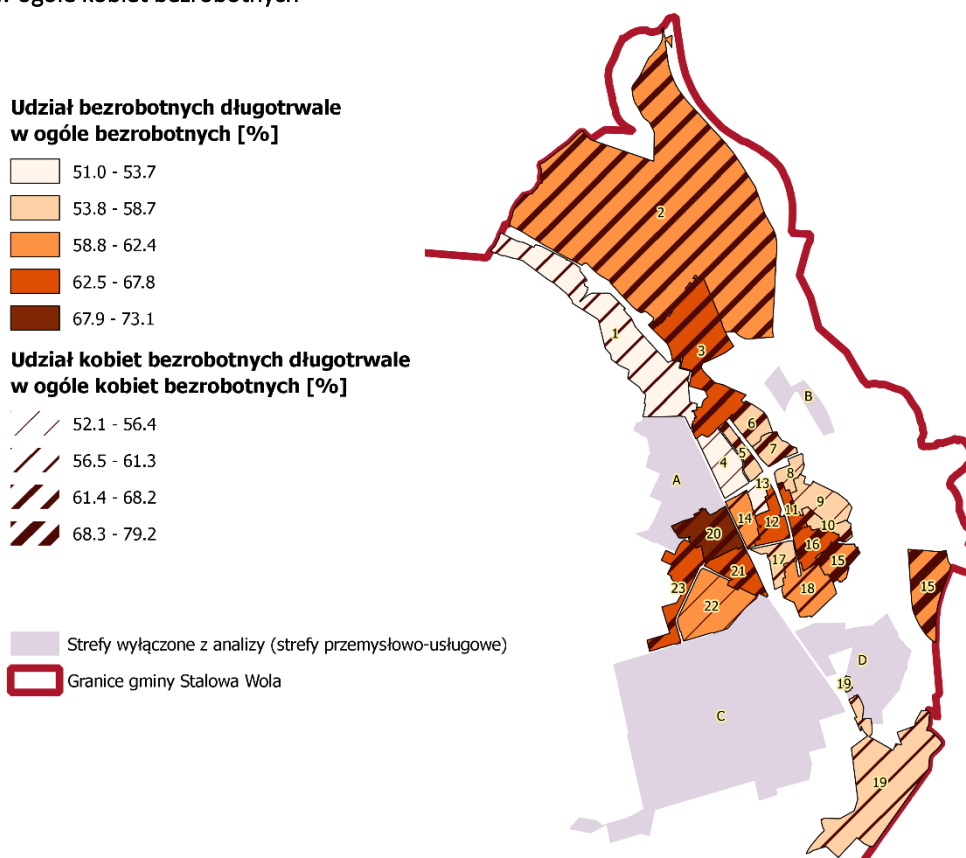 w ogóle kobiet bezrobotnych
Udział bezrobotnych długotrwale
w ogóle bezrobotnych [%]
51.0 - 53.7
53.8 - 58.7
58.8 - 62.4
62.5 - 67.8
67.9 - 73.1
Udział kobiet bezrobotnych długotrwale
w ogóle kobiet bezrobotnych [%]
52.1 - 56.4
56.5 - 61.3
61.4 - 68.2
68.3 - 79.2
Strefy wyłączone z analizy (strefy przemysłowo-usługowe)
Granice gminy Stalowa Wola
2
1
3
B
6
7
5
4
8
A
13
9
11
14
12
10
20
16
17
15
21
18
15
23
22
D
19
C
19